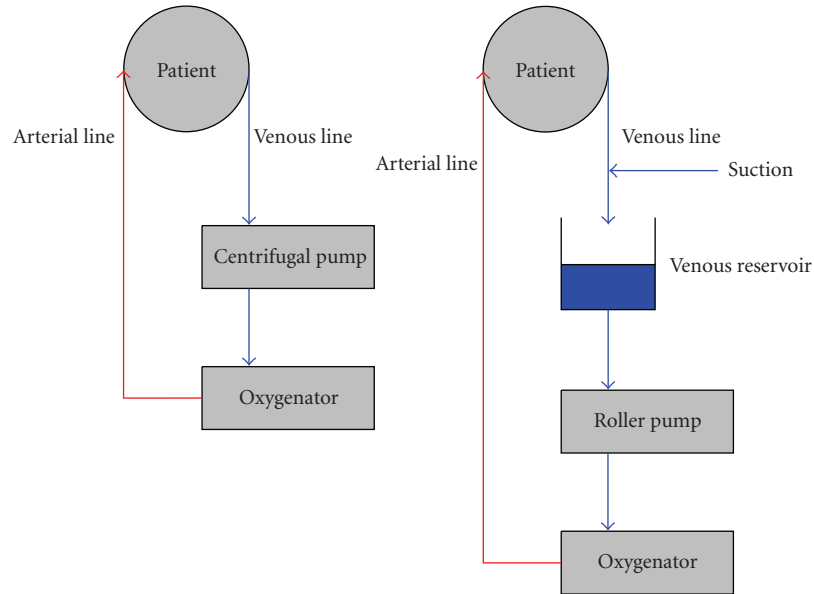 Patient
Arterial line
Venous line
Centrifugal pump
Oxygenator
Patient
Venous line
Arterial line
Suction
Venous reservoir
Roller pump
Oxygenator